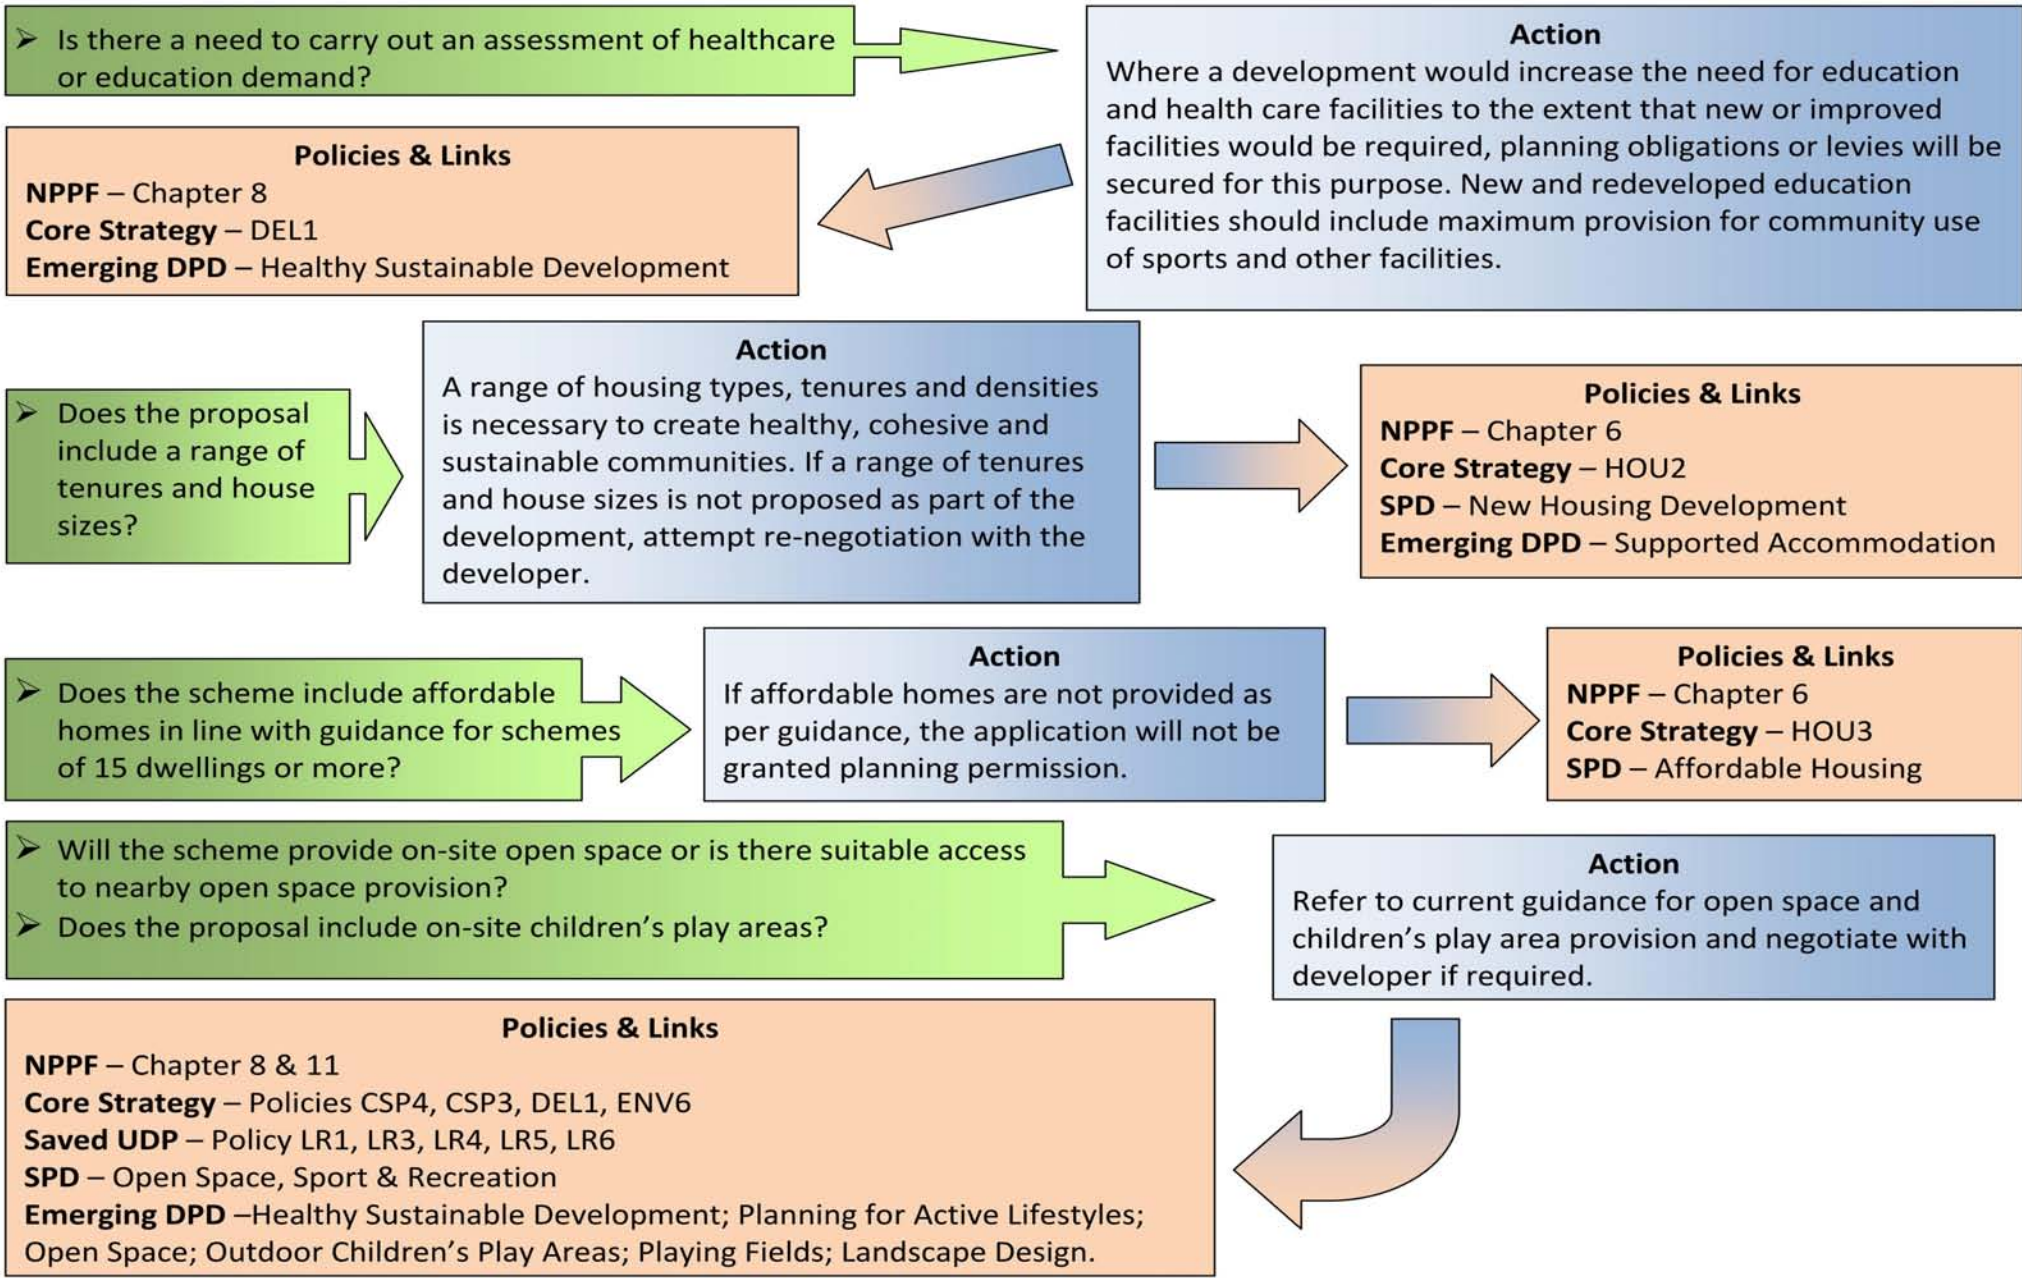 ➢ Is there a need to carry out an assessment of healthcare
or education demand?
Action
Where a development would increase the need for education
and health care facilities to the extent that new or improved
facilities would be required, planning obligations or levies will be
secured for this purpose. New and redeveloped education
facilities should include maximum provision for community use
of sports and other facilities.
Policies & Links
NPPF – Chapter 8
Core Strategy – DEL1
Emerging DPD – Healthy Sustainable Development
➢ Does the proposal
include a range of
tenures and house
sizes?
Action
A range of housing types, tenures and densities
is necessary to create healthy, cohesive and
sustainable communities. If a range of tenures
and house sizes is not proposed as part of the
development, attempt re-negotiation with the
developer.
Policies & Links
NPPF – Chapter 6
Core Strategy – HOU2
SPD – New Housing Development
Emerging DPD – Supported Accommodation
➢ Does the scheme include affordable
homes in line with guidance for schemes
of 15 dwellings or more?
Action
If affordable homes are not provided as
per guidance, the application will not be
granted planning permission.
Policies & Links
NPPF – Chapter 6
Core Strategy – HOU3
SPD – Affordable Housing
➢ Will the scheme provide on-site open space or is there suitable access
to nearby open space provision?
➢ Does the proposal include on-site children’s play areas?
Action
Refer to current guidance for open space and
children’s play area provision and negotiate with
developer if required.
Policies & Links
NPPF – Chapter 8 & 11
Core Strategy – Policies CSP4, CSP3, DEL1, ENV6
Saved UDP – Policy LR1, LR3, LR4, LR5, LR6
SPD – Open Space, Sport & Recreation
Emerging DPD –Healthy Sustainable Development; Planning for Active Lifestyles;
Open Space; Outdoor Children’s Play Areas; Playing Fields; Landscape Design.